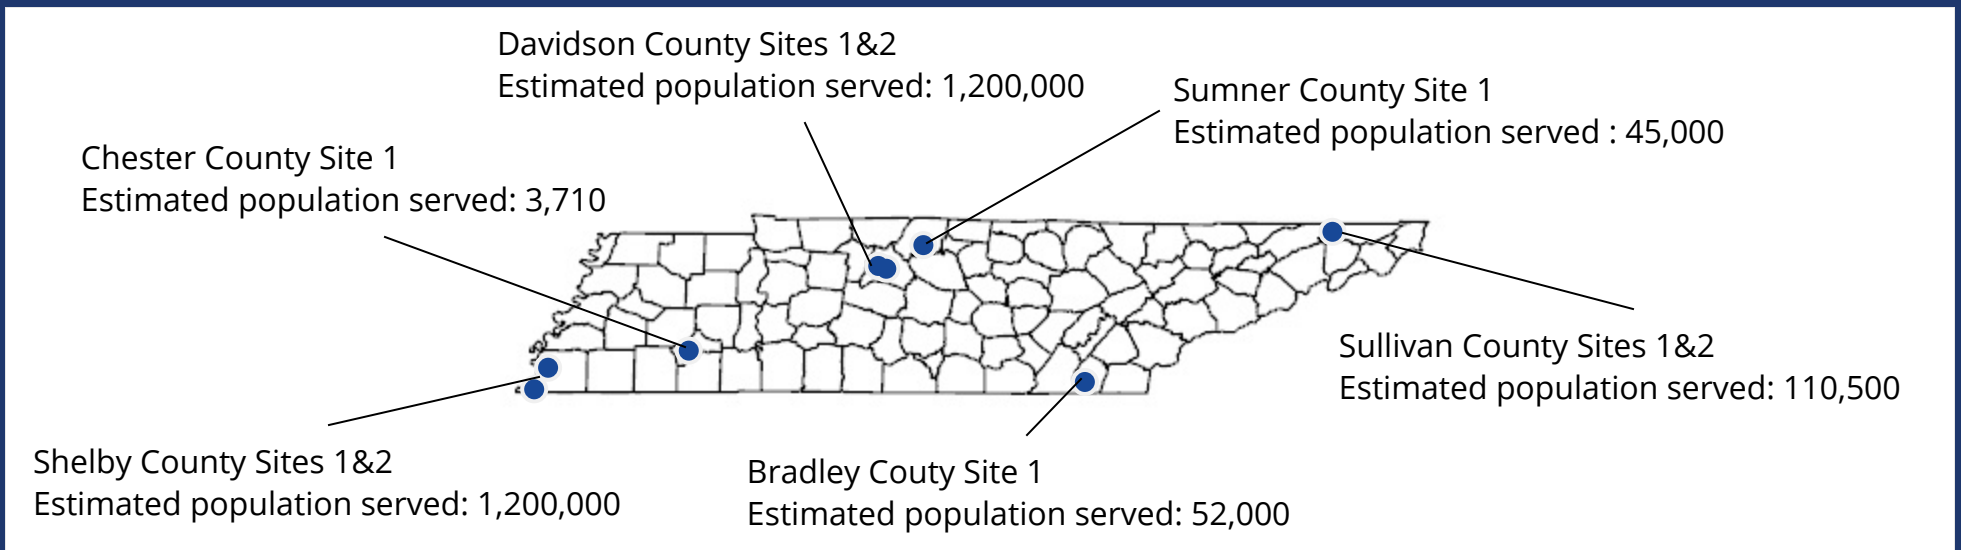 Davidson County Sites 1&2
Estimated population served: 1,200,000
Sumner County Site 1
Estimated population served : 45,000
Chester County Site 1
Estimated population served: 3,710
Sullivan County Sites 1&2
Estimated population served: 110,500
Shelby County Sites 1&2
Estimated population served: 1,200,000
Bradley Couty Site 1
Estimated population served: 52,000